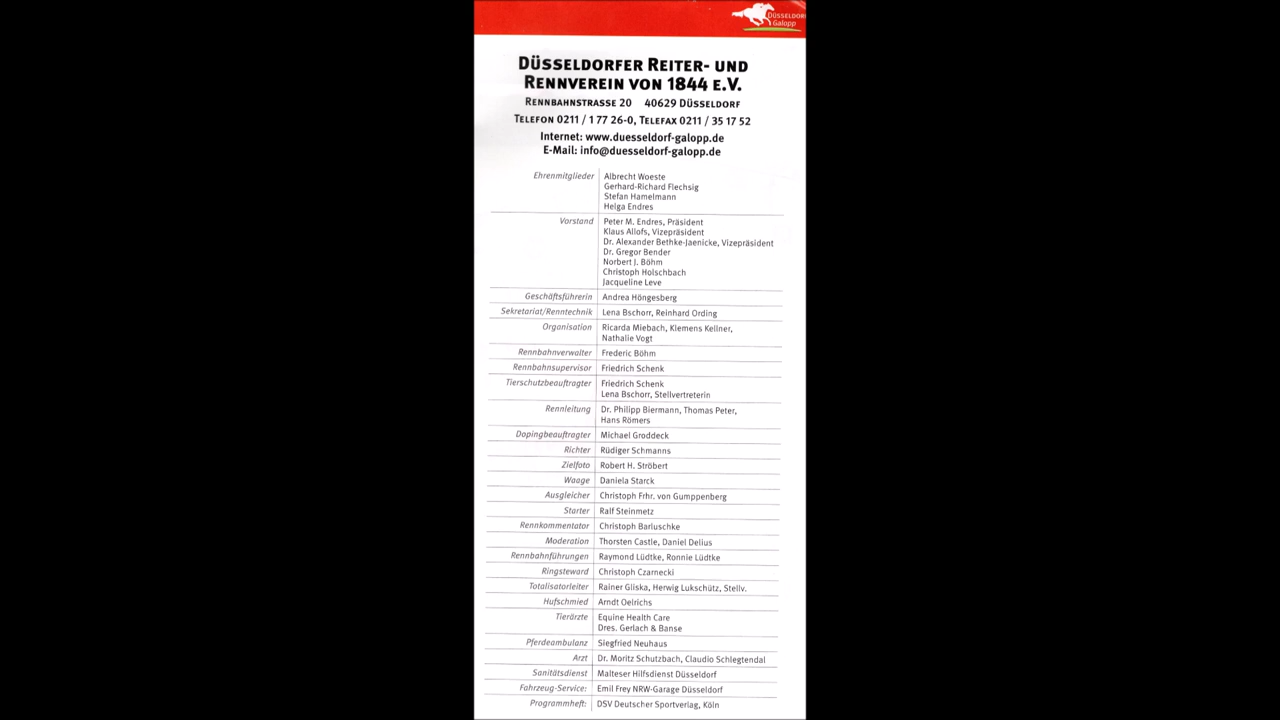 DÜSSELDORF
Galopp
DÜSSELDORFER REITER- UND
RENNVEREIN VON 1844 E.V.
RENNBAHNSTRASSE 20 40629 DÜSSELDORF
TELEFON 0211 / 1 77 26-0, TELEFAX 0211 / 35 17 52
Internet: www.duesseldorf-galopp.de
E-Mail: info@duesseldorf-galopp.de
Ehrenmitglieder Albrecht Woeste
Gerhard-Richard Flechsig
Stefan Hamelmann
Helga Endres
Vorstand Peter M. Endres, Präsident
Klaus Allofs, Vizepräsident
Dr. Alexander Bethke-Jaenicke, Vizepräsident
Dr. Gregor Bender
Norbert J. Böhm
Christoph Holschbach
Jacqueline Leve
Geschäftsführerin Andrea Höngesberg
Sekretariat/Renntechnik Lena Bschorr, Reinhard Ording
Organisation Ricarda Miebach, Klemens Kellner,
Nathalie Vogt
Rennbahnverwalter Frederic Böhm
Rennbahnsupervisor Friedrich Schenk
Tierschutzbeauftragter Friedrich Schenk
Lena Bschorr, Stellvertreterin
Rennleitung Dr. Philipp Biermann, Thomas Peter,
Hans Römers
Dopingbeauftragter Michael Groddeck
Richter Rüdiger Schmanns
Zielfoto Robert H. Ströbert
Waage Daniela Starck
Ausgleicher Christoph Frhr. von Gumppenberg
Starter Ralf Steinmetz
Rennkommentator Christoph Barluschke
Moderation Thorsten Castle, Daniel Delius
Rennbahnführungen Raymond Lüdtke, Ronnie Lüdtke
Ringsteward Christoph Czarnecki
Totalisatorleiter Rainer Gliska, Herwig Lukschütz, Stellv.
Hufschmied Arndt Oelrichs
Tierärzte Equine Health Care
Dres. Gerlach & Banse
Pferdeambulanz Siegfried Neuhaus
Arzt Dr. Moritz Schutzbach, Claudio Schlegtendal
Sanitätsdienst Malteser Hilfsdienst Düsseldorf
Fahrzeug-Service: Emil Frey NRW-Garage Düsseldorf
Programmheft: DSV Deutscher Sportverlag, Köln